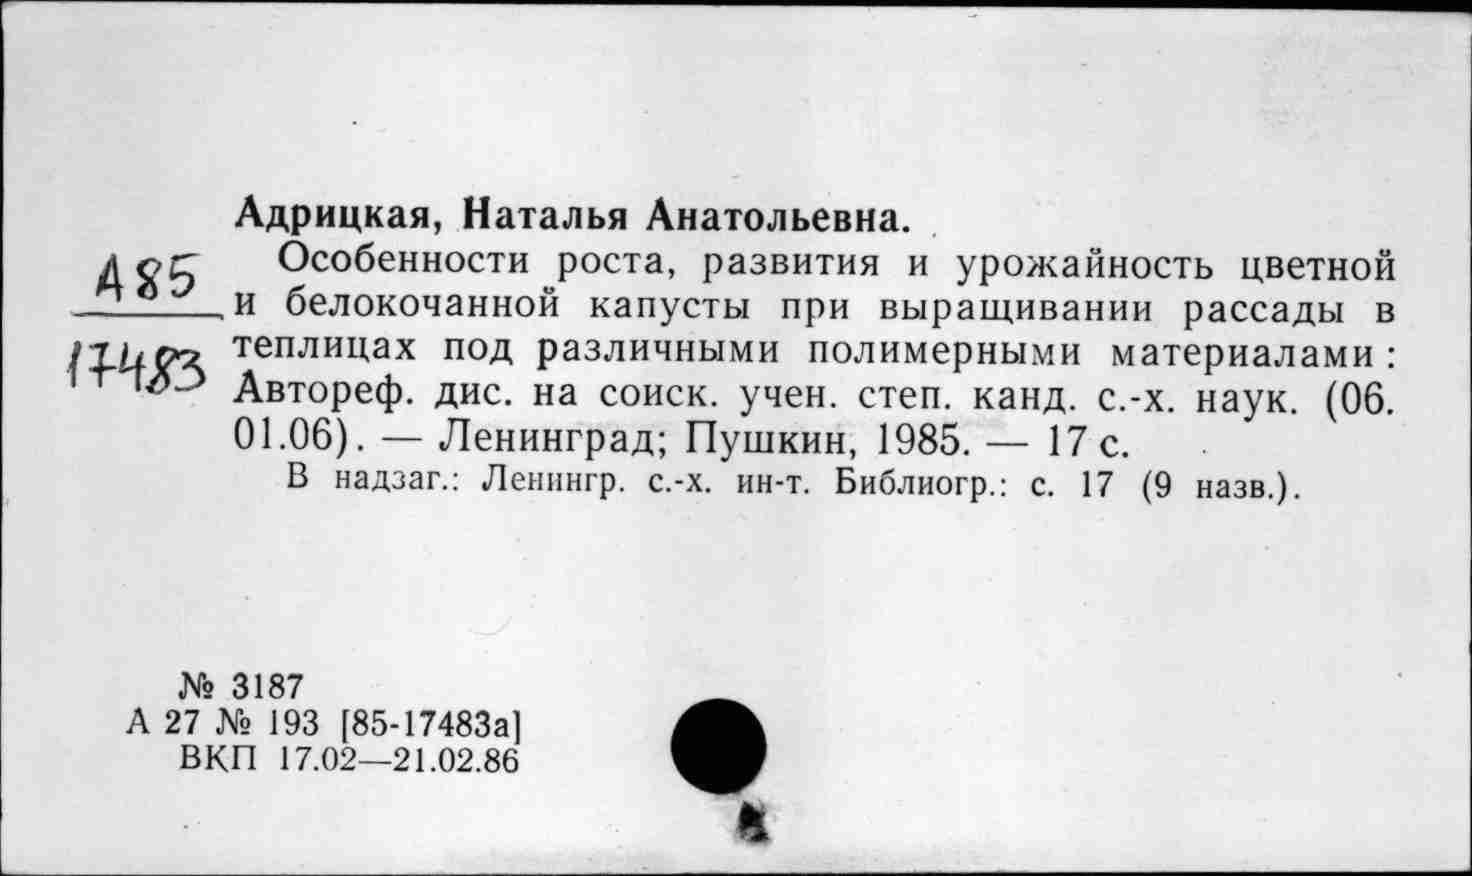 Адрицкая, Наталья Анатольевна.
А85
17483
Особенности роста, развития и урожайность цветной
и белокочанной капусты при выращивании рассады в
теплицах под различными полимерными материалами :
Автореф. дис. на соиск. учен. степ. канд. с.-х. наук. (06.
01.06). — Ленинград; Пушкин, 1985. — 17 с.
В надзаг.: Ленингр. с.-х. ин-т. Библиогр.: с. 17 (9 назв.).
№ 3187
А 27 № 193 [85-17483а]
ВКП 17.02—21.02.86